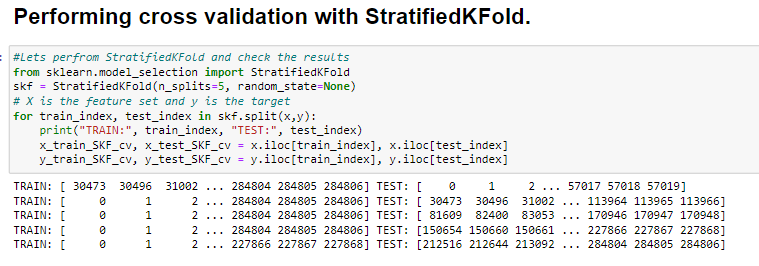 Performing cross validation with StratifiedKFold.
#Lets perfrom StratifiedKFold and check the results
from sklearn.model_selection import StratifiedKFold
skf = StratifiedKFold(n_splits=5, random_state=None)
# X is the feature set and y is the target
for train_index, test_index in skf.split(x,y):
    print("TRAIN:", train_index, "TEST:", test_index)
    x_train_SKF_cv, x_test_SKF_cv = x.iloc[train_index], x.iloc[test_index]
    y_train_SKF_cv, y_test_SKF_cv = y.iloc[train_index], y.iloc[test_index]
TRAIN: [ 30473  30496  31002 ... 284804 284805 284806] TEST: [    0     1     2 ... 57017 57018 57019]
TRAIN: [     0      1      2 ... 284804 284805 284806] TEST: [ 30473  30496  31002 ... 113964 113965 113966]
TRAIN: [     0      1      2 ... 284804 284805 284806] TEST: [ 81609  82400  83053 ... 170946 170947 170948]
TRAIN: [     0      1      2 ... 284804 284805 284806] TEST: [150654 150660 150661 ... 227866 227867 227868]
TRAIN: [     0      1      2 ... 227866 227867 227868] TEST: [212516 212644 213092 ... 284804 284805 284806]